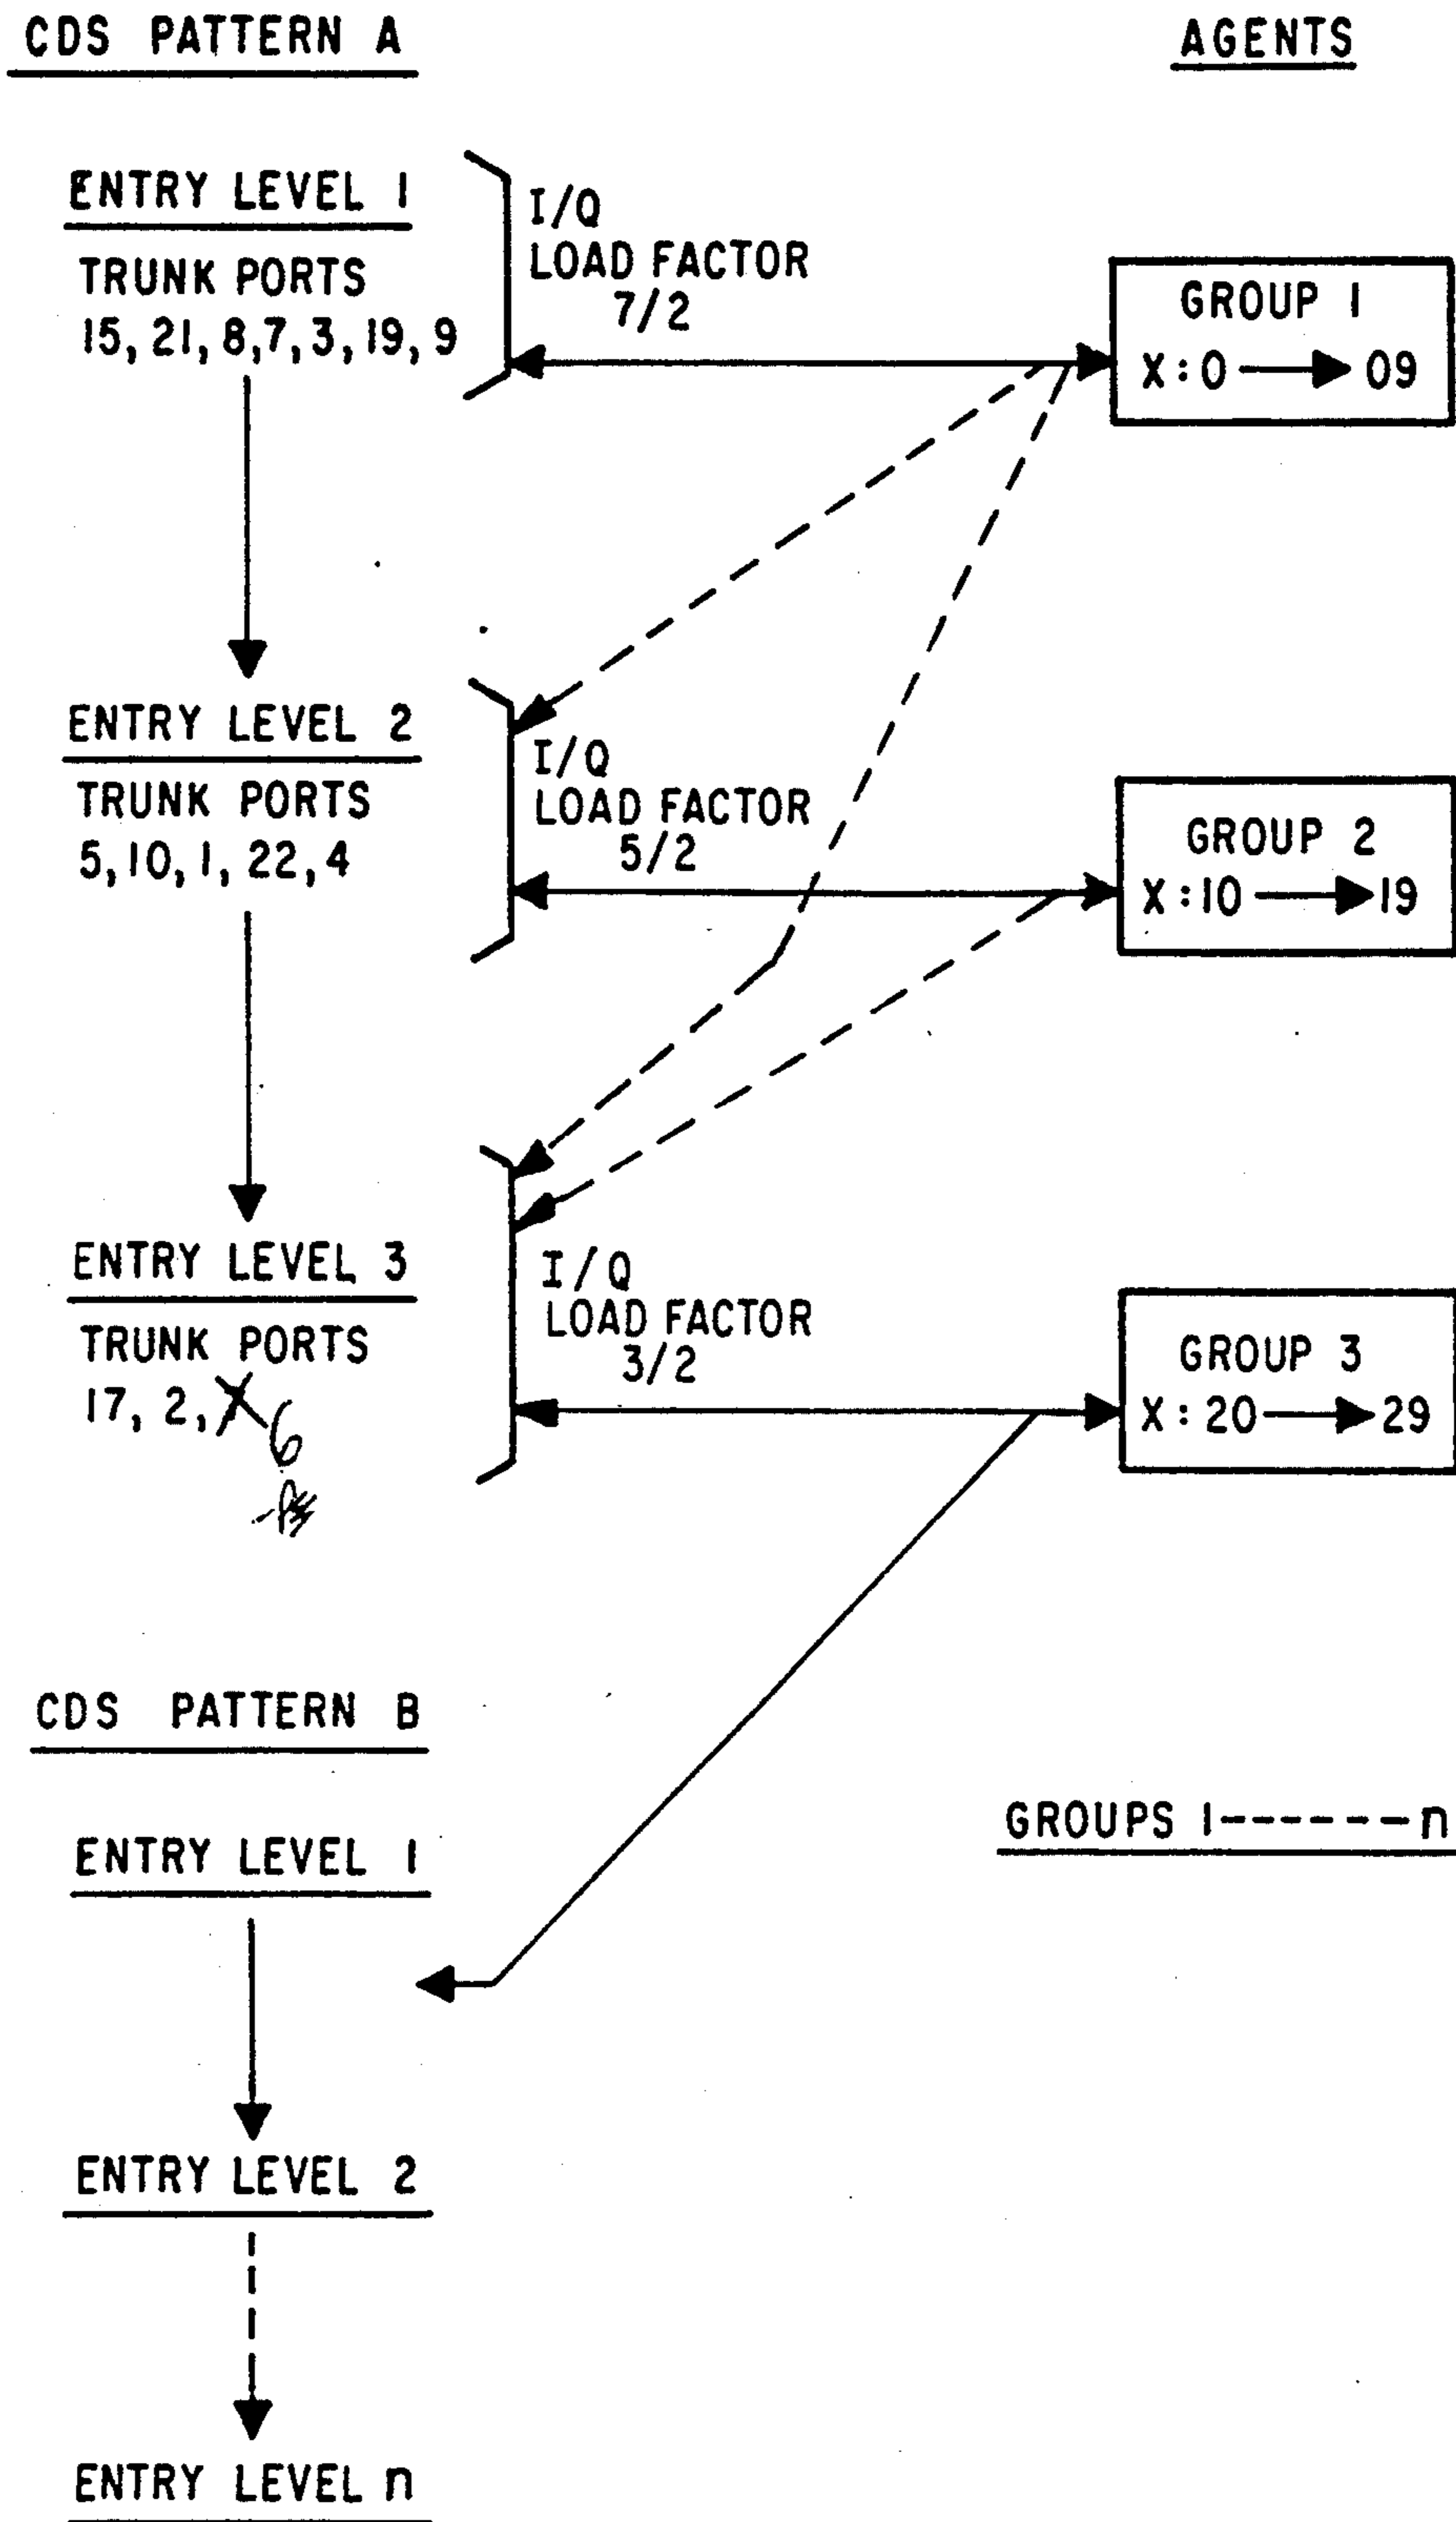 CDS PATTERN A
AGENTS
ENTRY LEVEL 1
TRUNK PORTS
15, 21, 8, 7, 3, 19, 9
I/Q
LOAD FACTOR
7/2
GROUP 1
X:0 → 09
ENTRY LEVEL 2
TRUNK PORTS
5, 10, 1, 22, 4
I/Q
LOAD FACTOR
5/2
GROUP 2
X:10 → 19
ENTRY LEVEL 3
TRUNK PORTS
17, 2, 6
I/Q
LOAD FACTOR
3/2
GROUP 3
X:20 → 29
CDS PATTERN B
ENTRY LEVEL 1
GROUPS 1-------n
ENTRY LEVEL 2
ENTRY LEVEL n